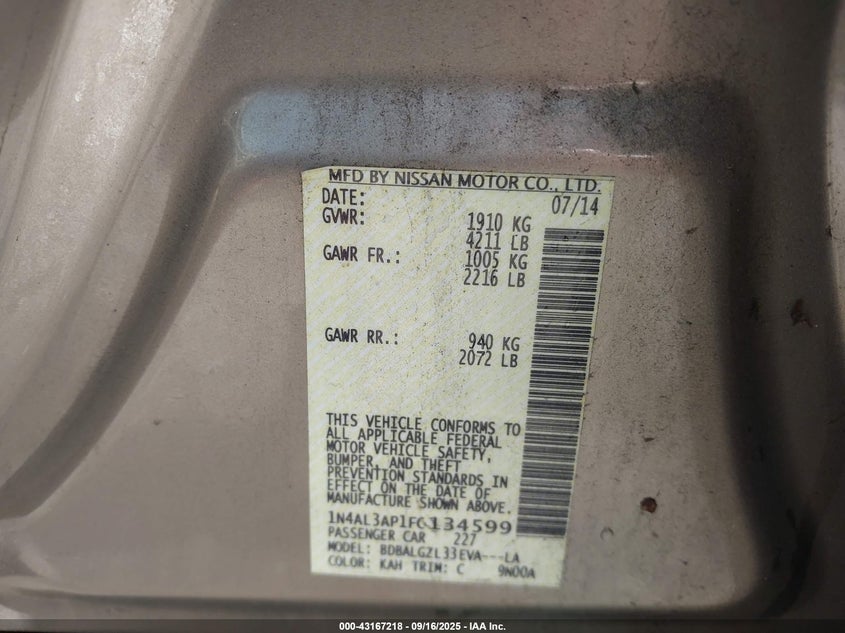 MFD BY NISSAN MOTOR CO., LTD.
DATE: 07/14
GVWR: 1910 KG
4211 LB
GAWR FR.: 1005 KG
2216 LB
GAWR RR.: 940 KG
2072 LB
THIS VEHICLE CONFORMS TO
ALL APPLICABLE FEDERAL
MOTOR VEHICLE SAFETY,
BUMPER, AND THEFT
PREVENTION STANDARDS IN
EFFECT ON THE DATE OF
MANUFACTURE SHOWN ABOVE.
1N4AL3AP1FC134599
PASSENGER CAR 227
MODEL: BDBALGZL33EVA---LA
COLOR: KAH TRIM: C 9N00A
000-43167218 - 09/16/2025 - IAA Inc.